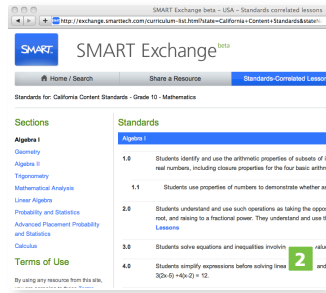 SMART Exchange beta – USA – Standards correlated lessons
http://exchange.smarttech.com/curriculum-list.html?state=California+Content+Standards&stateN
SMART
SMART Exchange beta
Home / Search
Share a Resource
Standards-Correlated Lesson
Standards for: California Content Standards - Grade 10 - Mathematics
Sections
Algebra I
Geometry
Algebra II
Trigonometry
Mathematical Analysis
Linear Algebra
Probability and Statistics
Advanced Placement Probability
and Statistics
Calculus
Terms of Use
By using any resource from this site,
Standards
Algebra I
1.0 Students identify and use the arithmetic properties of subsets of i
real numbers, including closure properties for the four basic arithm
1.1 Students use properties of numbers to demonstrate whether as
2.0 Students understand and use such operations as taking the oppo
root, and raising to a fractional power. They understand and use th
Lessons
3.0 Students solve equations and inequalities involving value
4.0 Students simplify expressions before solving linea and
3(2x-5) +4(x-2) = 12.
2